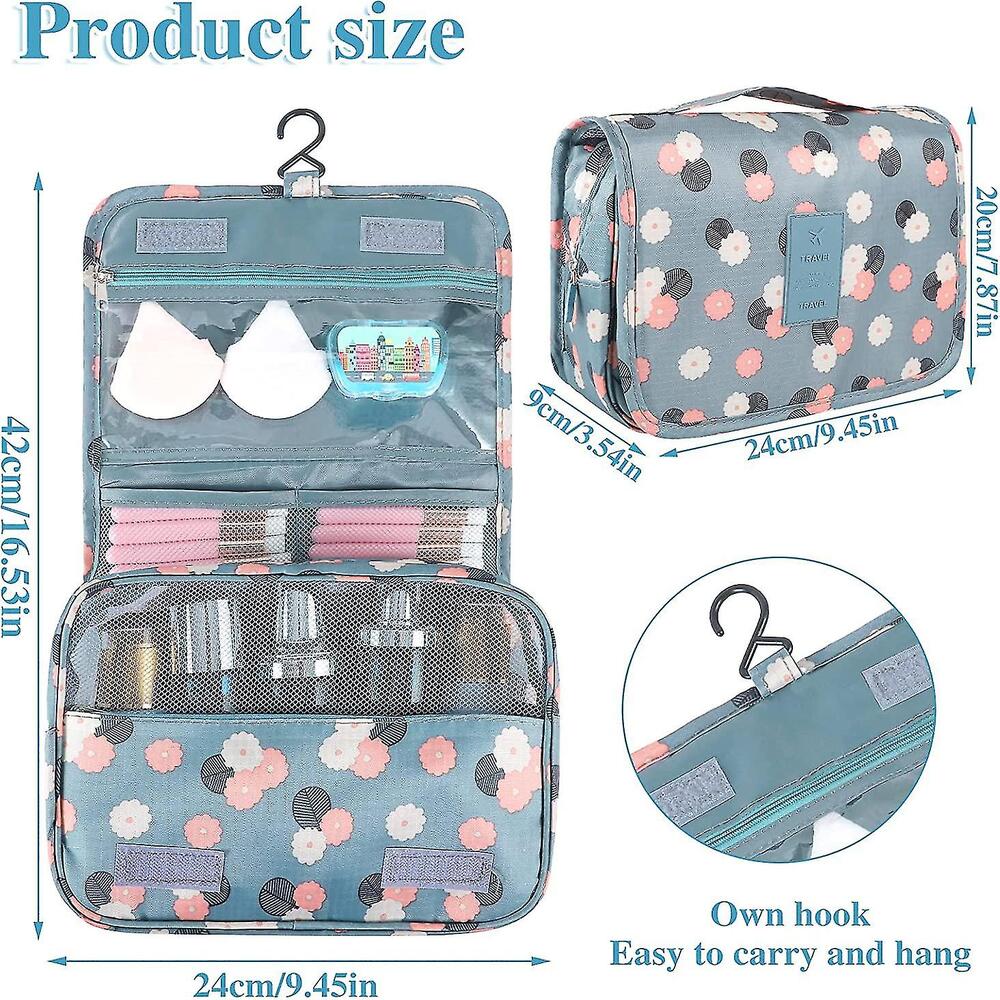 Product size
42cm/16.53in
24cm/9.45in
20cm/7.87in
9cm/3.54in
24cm/9.45in
TRAVEL
TRAVEL
Own hook
Easy to carry and hang